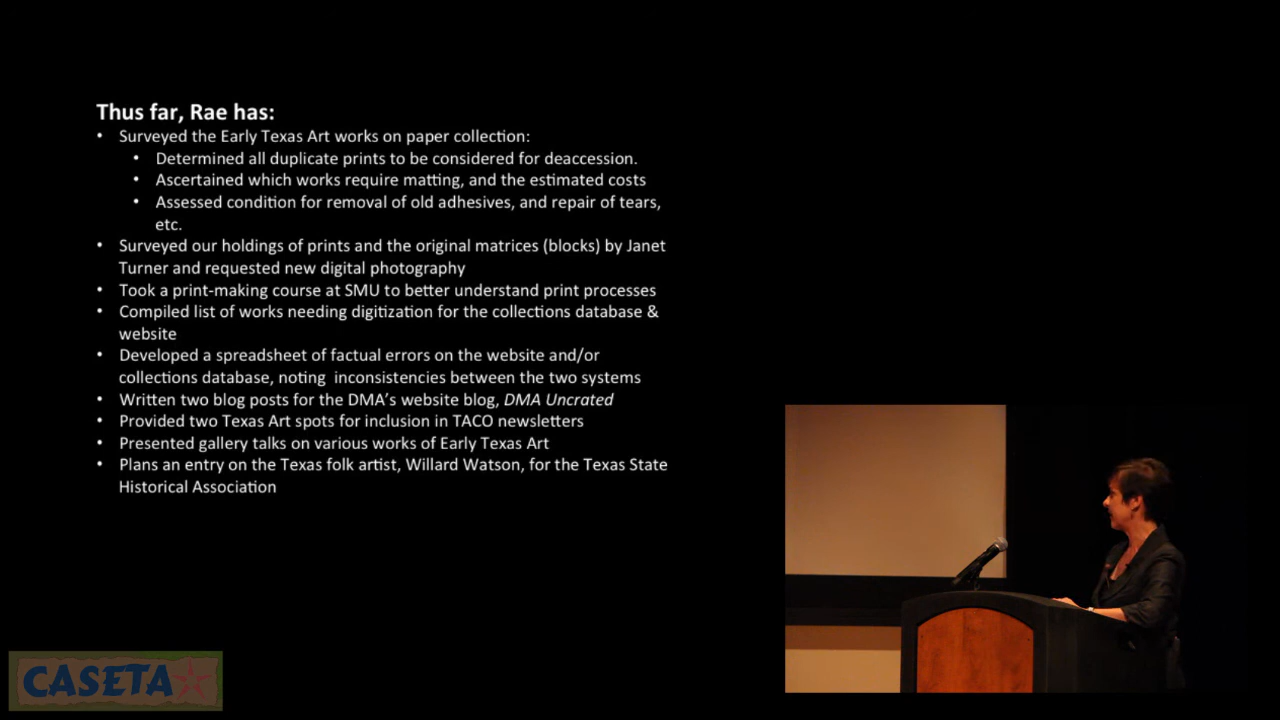 Thus far, Rae has:
• Surveyed the Early Texas Art works on paper collection:
• Determined all duplicate prints to be considered for deaccession.
• Ascertained which works require matting, and the estimated costs
• Assessed condition for removal of old adhesives, and repair of tears,
etc.
• Surveyed our holdings of prints and the original matrices (blocks) by Janet
Turner and requested new digital photography
• Took a print-making course at SMU to better understand print processes
• Compiled list of works needing digitization for the collections database &
website
• Developed a spreadsheet of factual errors on the website and/or
collections database, noting  inconsistencies between the two systems
• Written two blog posts for the DMA's website blog, DMA Uncrated
• Provided two Texas Art spots for inclusion in TACO newsletters
• Presented gallery talks on various works of Early Texas Art
• Plans an entry on the Texas folk artist, Willard Watson, for the Texas State
Historical Association
CASETA